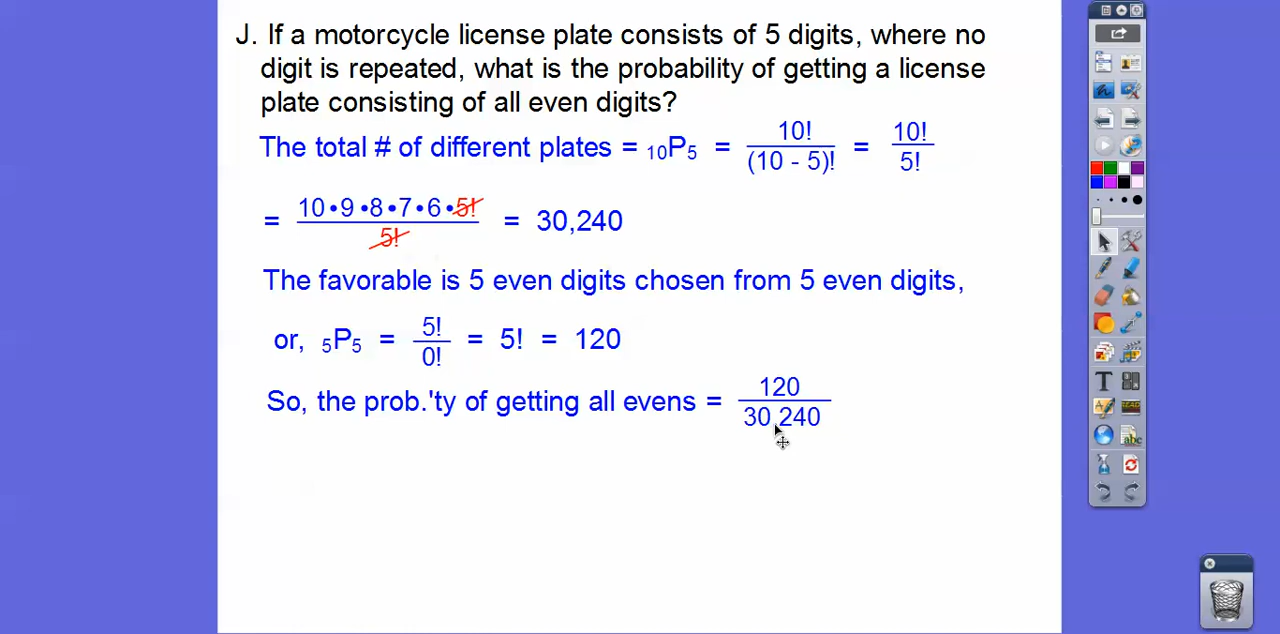 J. If a motorcycle license plate consists of 5 digits, where no
digit is repeated, what is the probability of getting a license
plate consisting of all even digits?
The total # of different plates = ₁₀P₅ = 10!/(10 - 5)! = 10!/5!
= 10•9•8•7•6•5!/5! = 30,240
The favorable is 5 even digits chosen from 5 even digits,
or, ₅P₅ = 5!/0! = 5! = 120
So, the prob.'ty of getting all evens = 120/30,240